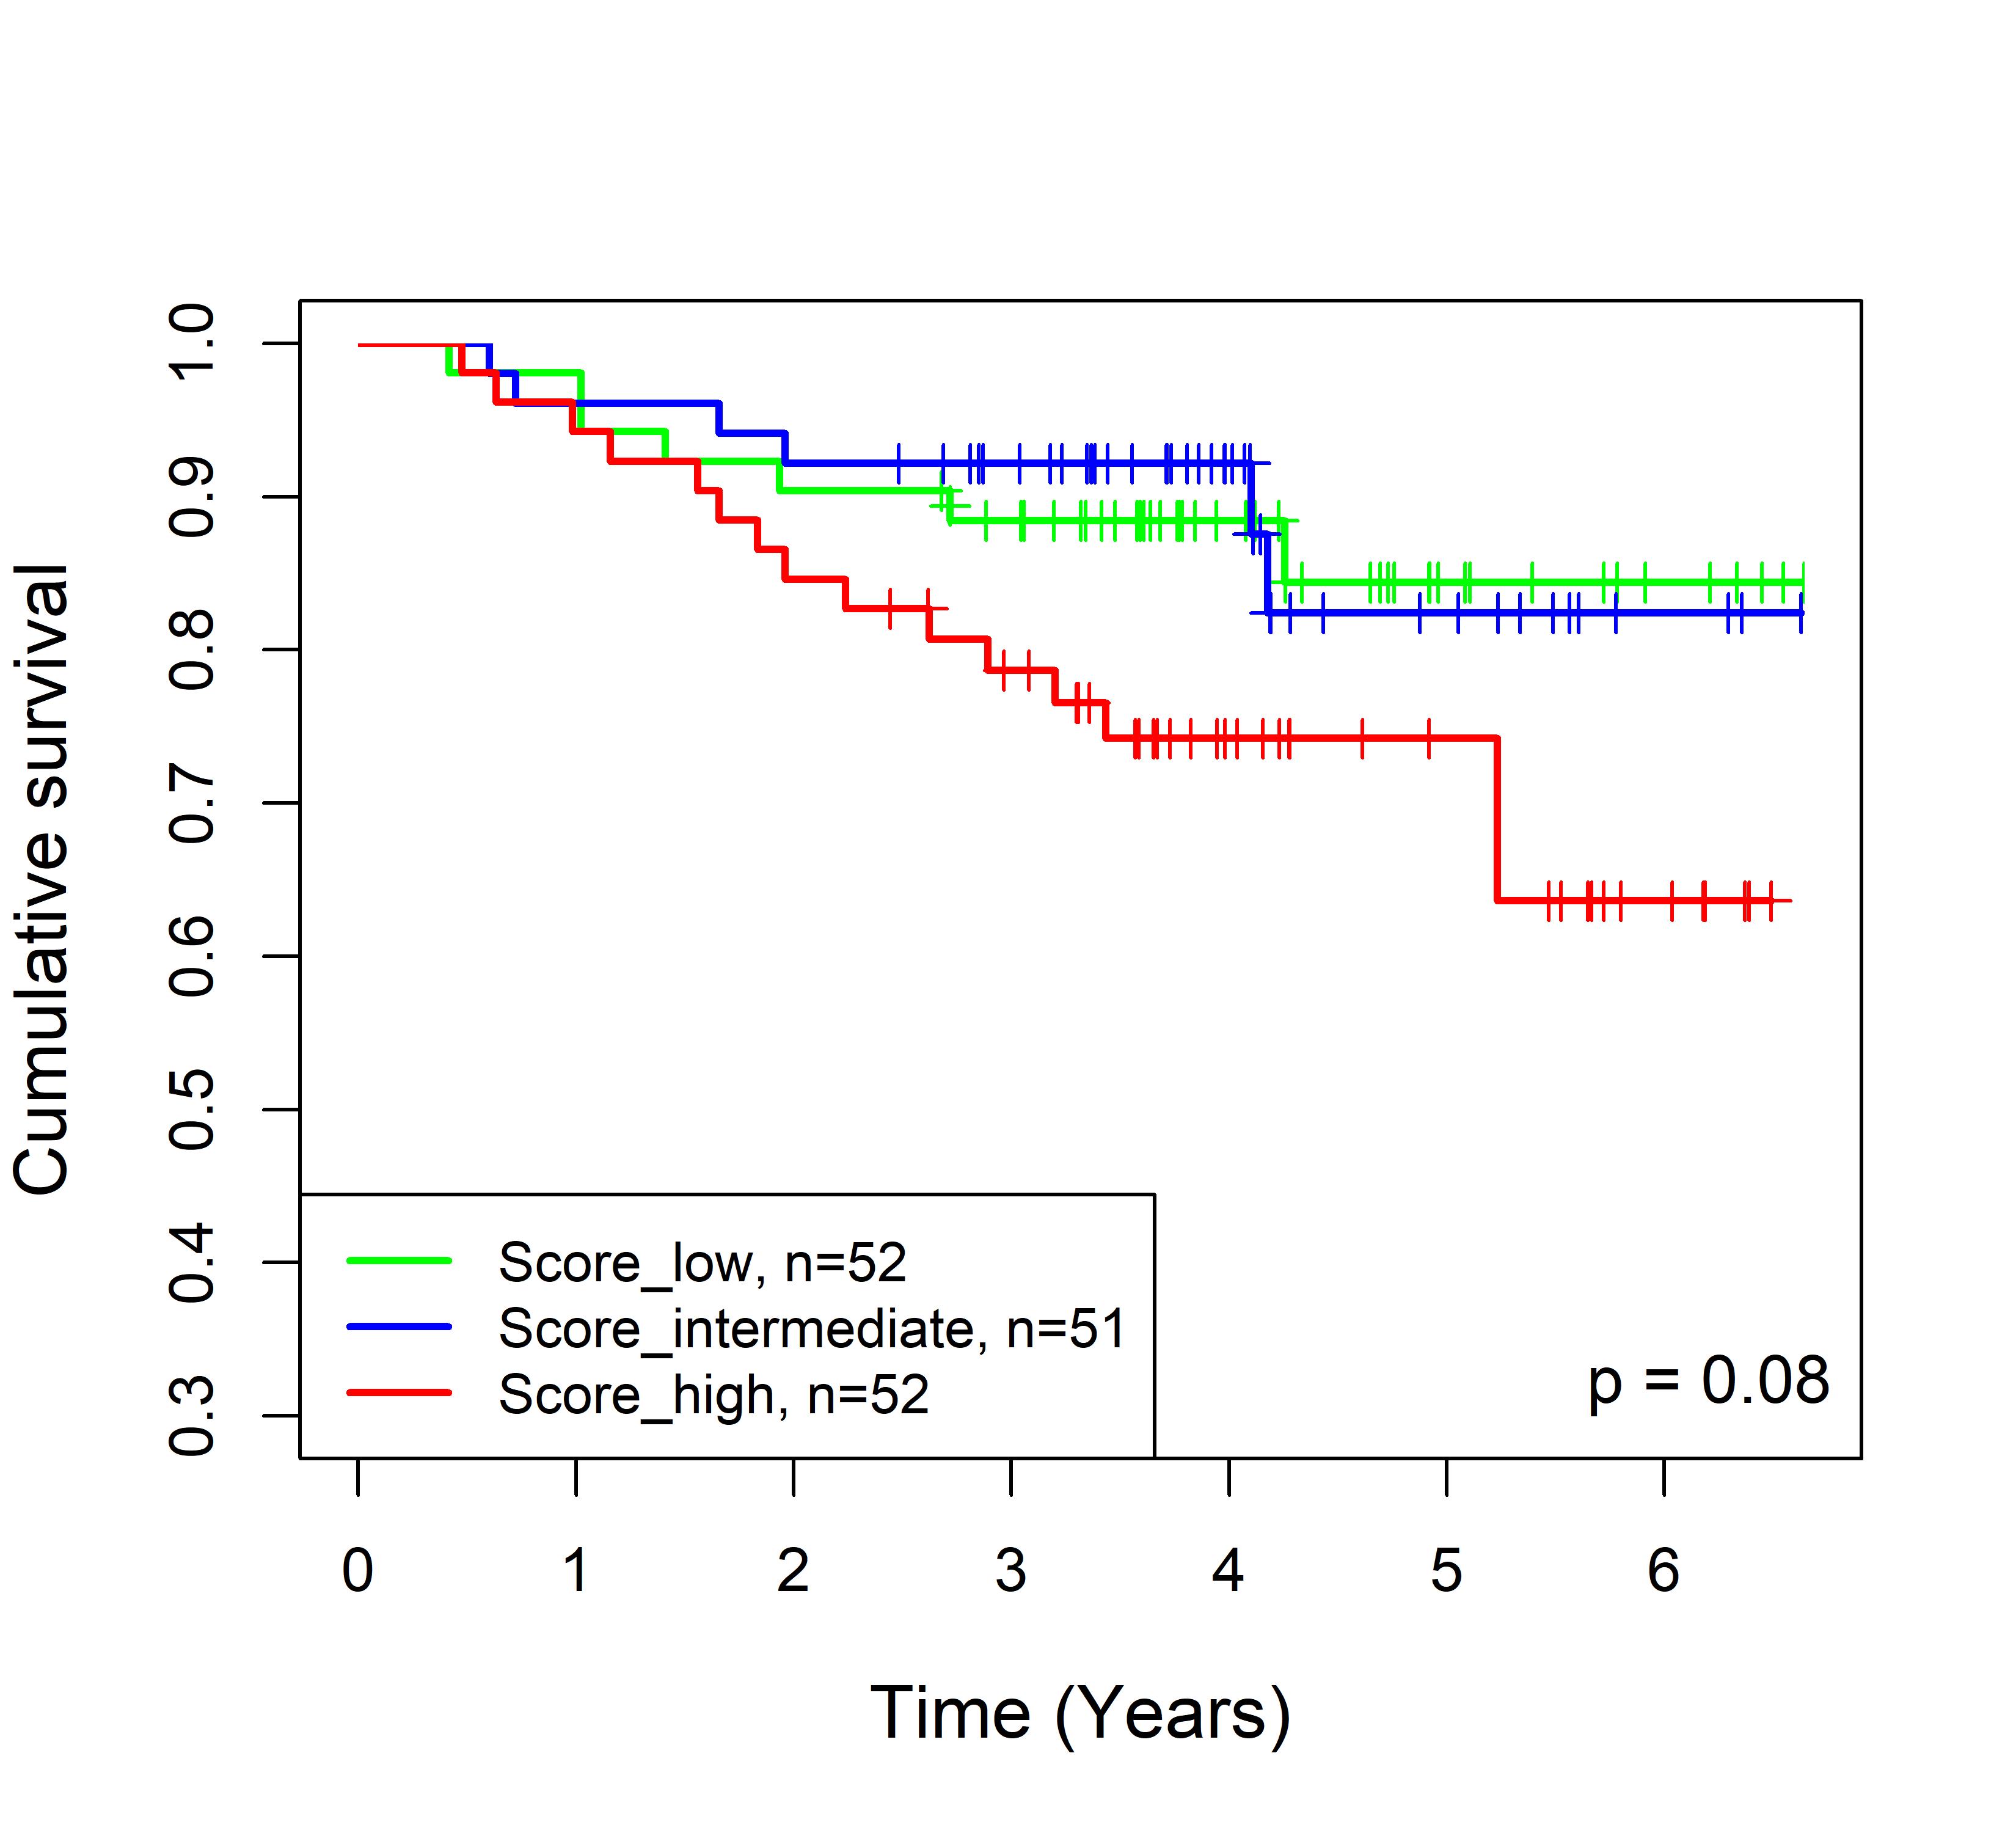 Cumulative survival
1.0
0.9
0.8
0.7
0.6
0.5
0.4
0.3
Score_low, n=52
Score_intermediate, n=51
Score_high, n=52
p = 0.08
0 1 2 3 4 5 6
Time (Years)